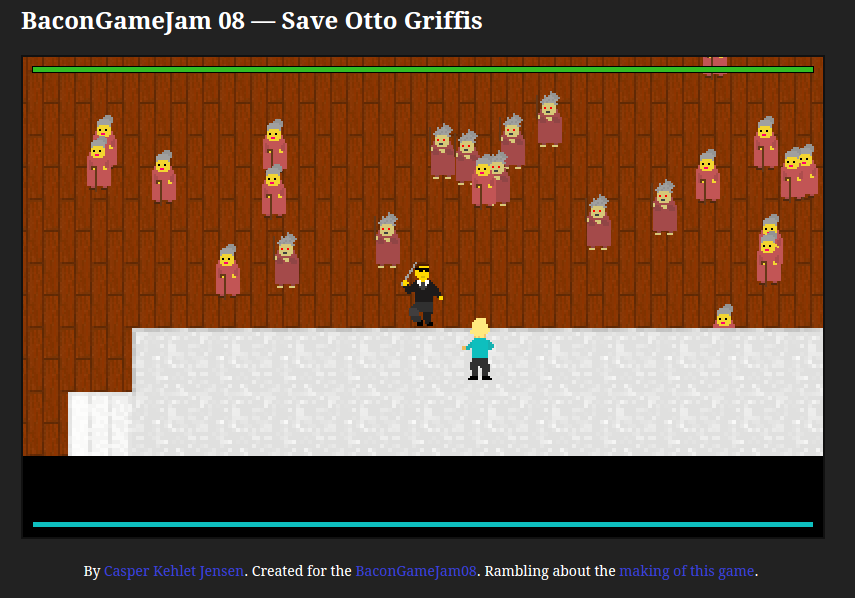 BaconGameJam 08 — Save Otto Griffis
By Casper Kehlet Jensen. Created for the BaconGameJam08. Rambling about the making of this game.